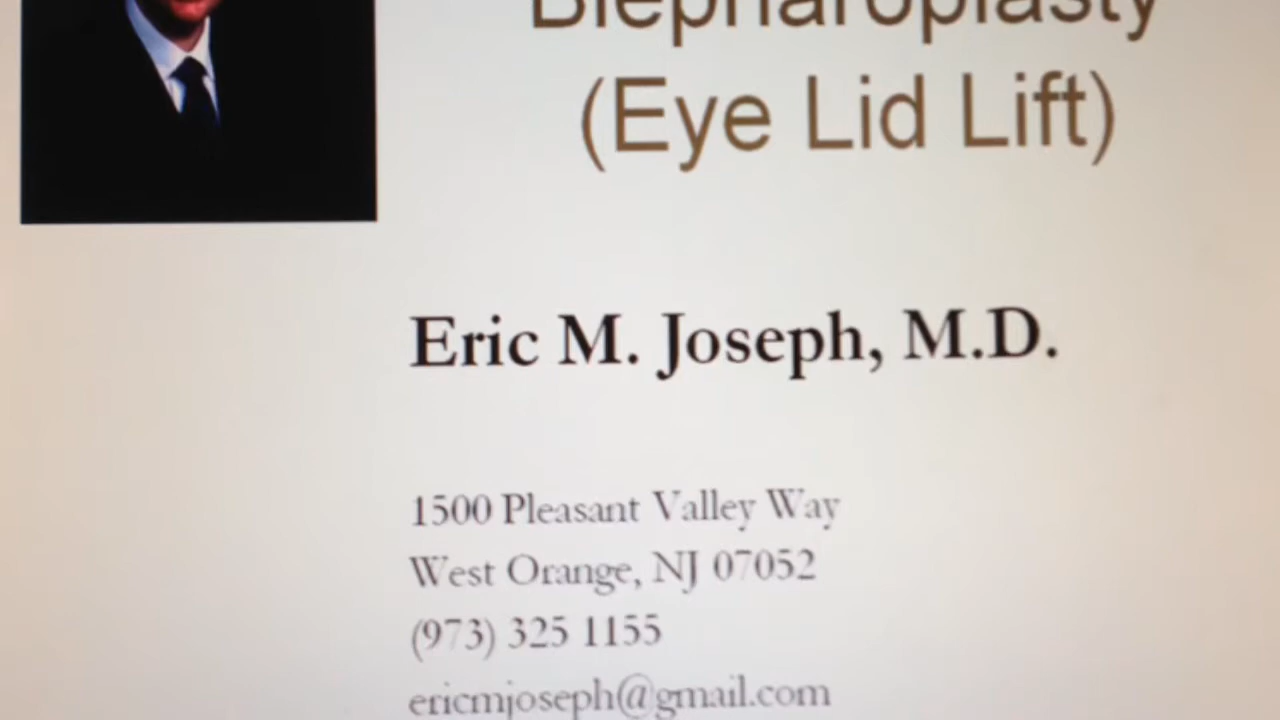 Blepharoplasty
(Eye Lid Lift)
Eric M. Joseph, M.D.
1500 Pleasant Valley Way
West Orange, NJ 07052
(973) 325 1155
ericmjoseph@gmail.com